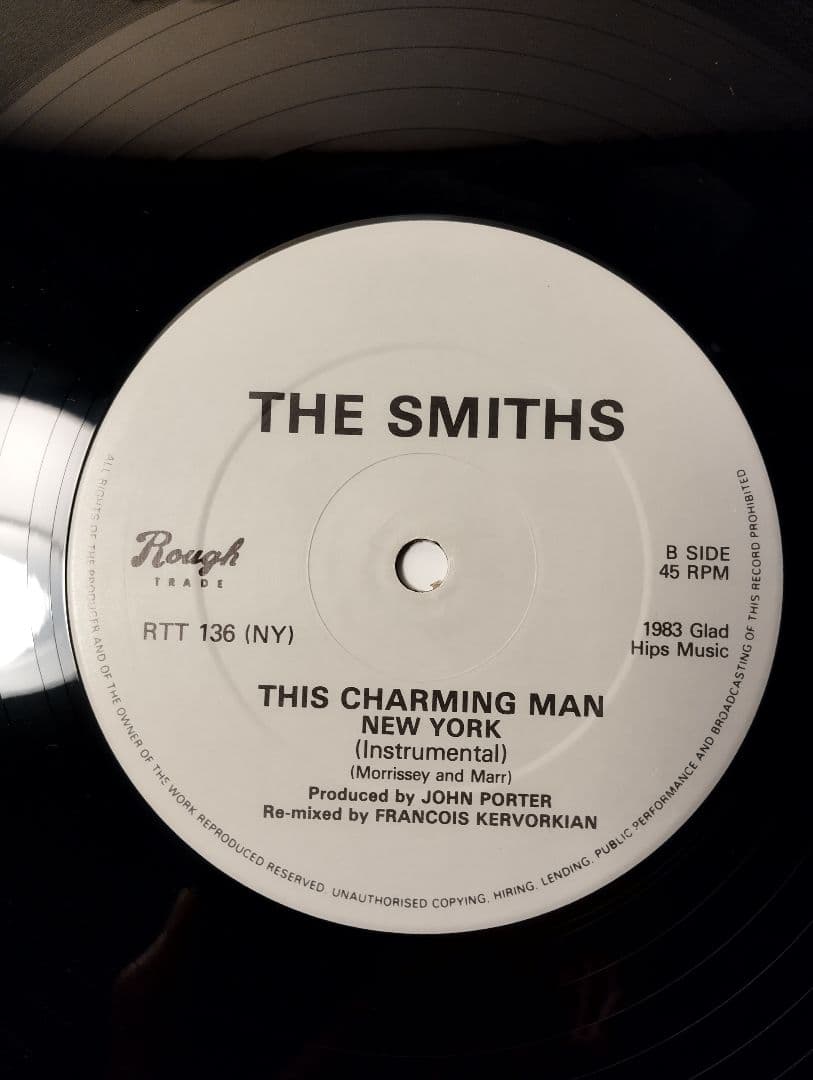 THE SMITHS
Rough
TRADE
RTT 136 (NY)
B SIDE
45 RPM
1983 Glad
Hips Music
THIS CHARMING MAN
NEW YORK
(Instrumental)
(Morrissey and Marr)
Produced by JOHN PORTER
Re-mixed by FRANCOIS KERVORKIAN
ALL RIGHTS OF THE PRODUCER AND OF THE OWNER OF THE WORK REPRODUCED RESERVED. UNAUTHORISED COPYING, HIRING, LENDING, PUBLIC PERFORMANCE AND BROADCASTING OF THIS RECORD PROHIBITED